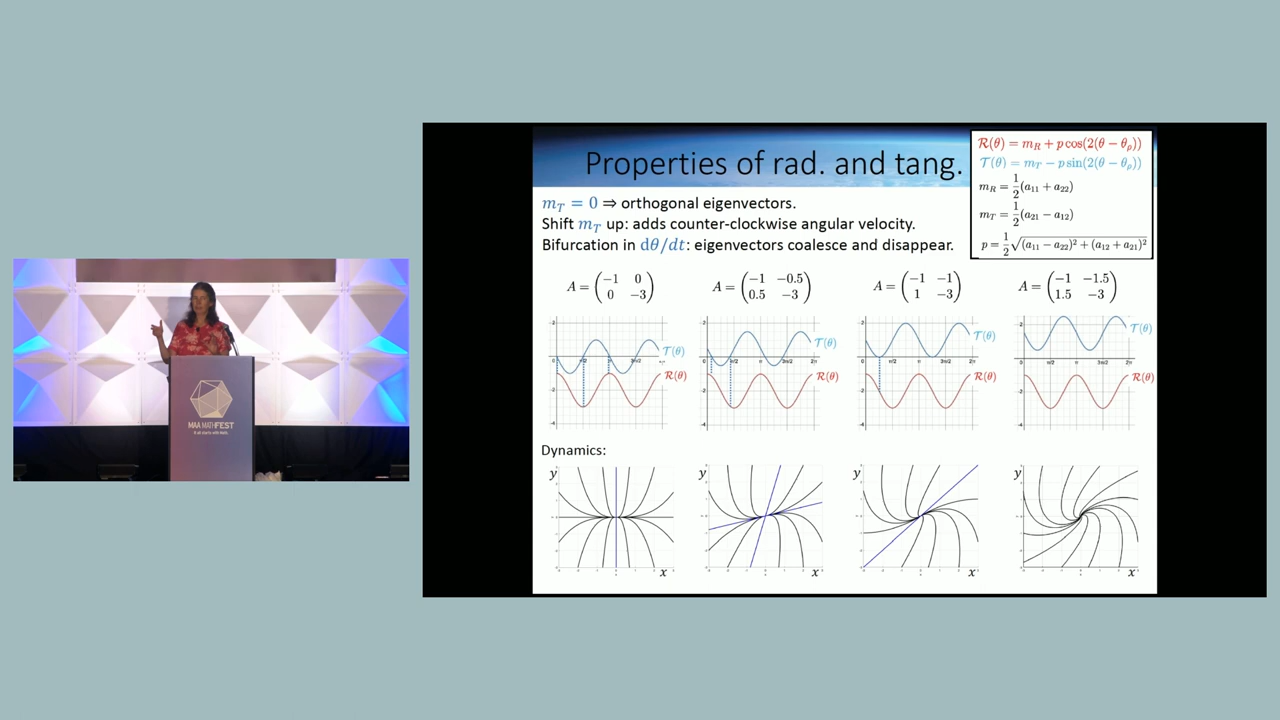 Properties of rad. and tang.
R(θ) = m_R + p cos(2(θ − θ_p))
T(θ) = m_T − p sin(2(θ − θ_p))
m_R = 1/2 (a₁₁ + a₂₂)
m_T = 1/2 (a₂₁ − a₁₂)
p = 1/2 √((a₁₁ − a₂₂)² + (a₁₂ + a₂₁)²)
m_T = 0 ⇒ orthogonal eigenvectors.
Shift m_T up: adds counter-clockwise angular velocity.
Bifurcation in dθ/dt: eigenvectors coalesce and disappear.
A = (−1 0
0 −3)
A = (−1 −0.5
0.5 −3)
A = (−1 −1
1 −3)
A = (−1 −1.5
1.5 −3)
T(θ)
R(θ)
T(θ)
R(θ)
T(θ)
R(θ)
T(θ)
R(θ)
Dynamics:
y
x
y
x
y
x
y
x
MAA MATHFEST